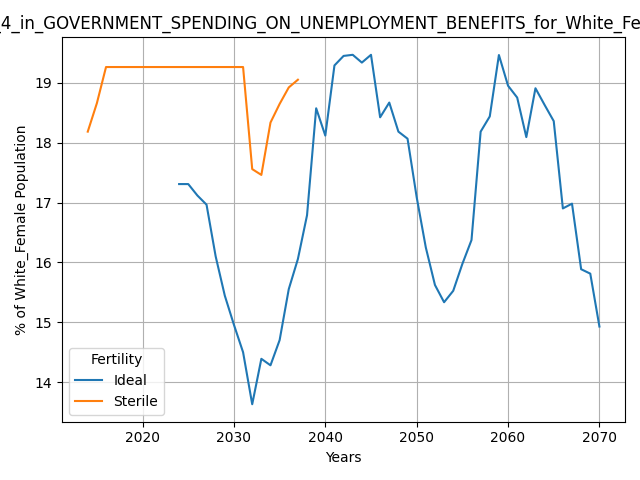 _4_in_GOVERNMENT_SPENDING_ON_UNEMPLOYMENT_BENEFITS_for_White_Fe
% of White_Female Population
19
18
17
16
15
14
Fertility
Ideal
Sterile
2020 2030 2040 2050 2060 2070
Years